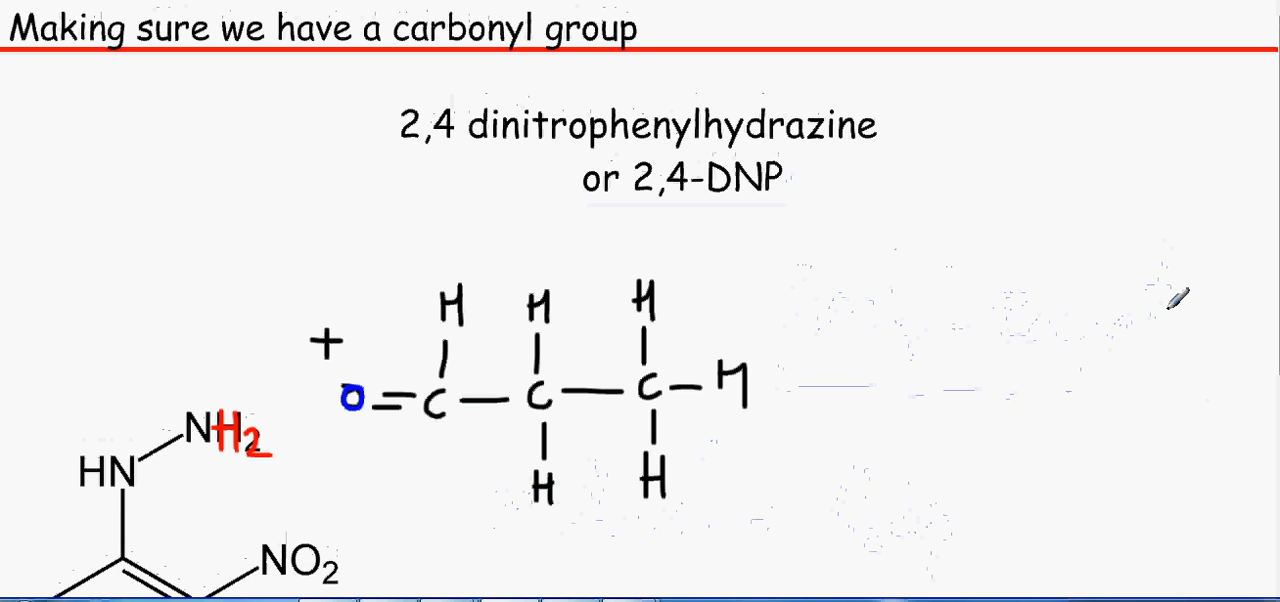 Making sure we have a carbonyl group
2,4 dinitrophenylhydrazine
or 2,4-DNP
H H H
+
O=C—C—C—H
H H
NH2
HN
NO2